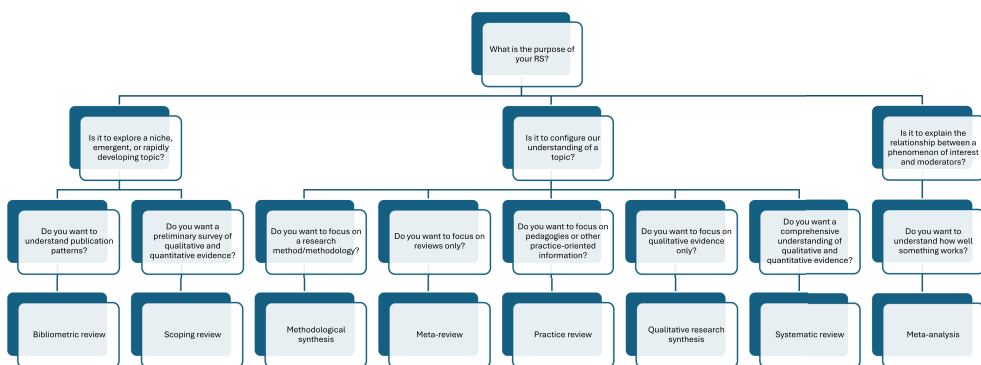 What is the purpose of
your RS?
Is it to explore a niche,
emergent, or rapidly
developing topic?
Is it to configure our
understanding of a
topic?
Is it to explain the
relationship between a
phenomenon of interest
and moderators?
Do you want to
understand publication
patterns?
Do you want a
preliminary survey of
qualitative and
quantitative evidence?
Do you want to focus on
a research
method/methodology?
Do you want to focus on
reviews only?
Do you want to focus on
pedagogies or other
practice-oriented
information?
Do you want to focus on
qualitative evidence
only?
Do you want a
comprehensive
understanding of
qualitative and
quantitative evidence?
Do you want to
understand how well
something works?
Bibliometric review
Scoping review
Methodological
synthesis
Meta-review
Practice review
Qualitative research
synthesis
Systematic review
Meta-analysis